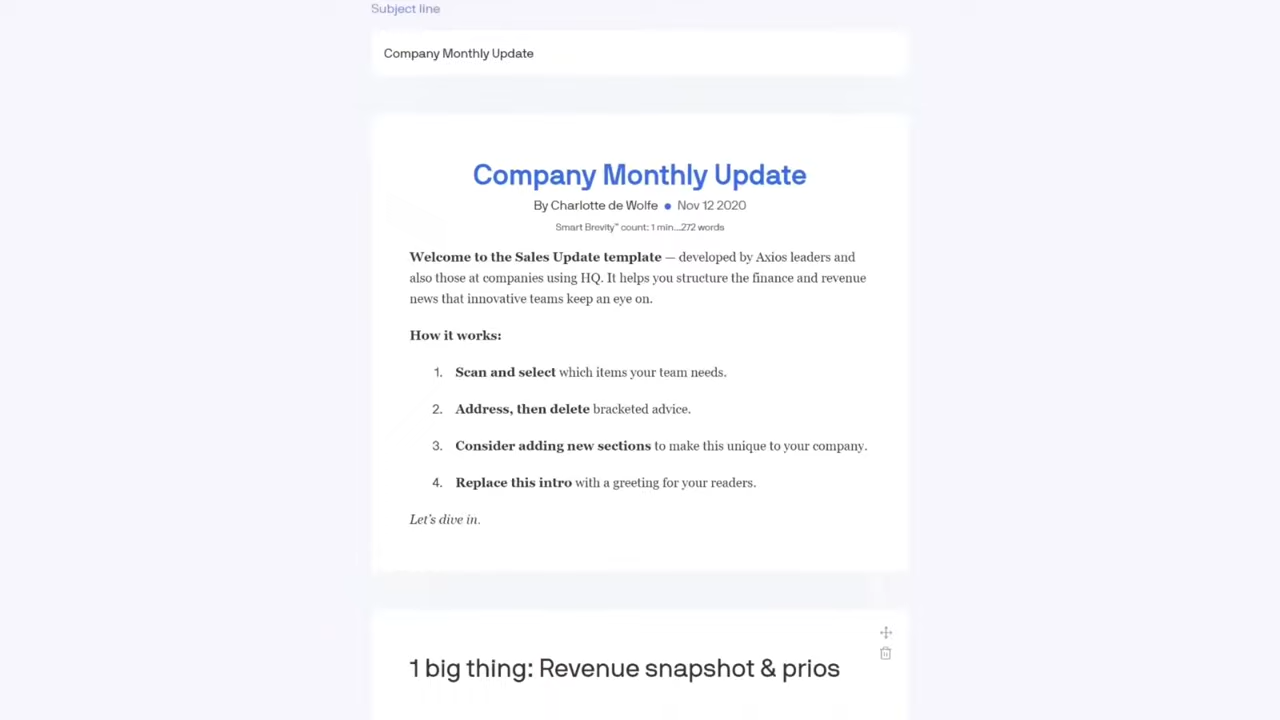 Subject line
Company Monthly Update
Company Monthly Update
By Charlotte de Wolfe ● Nov 12 2020
Smart Brevity™ count: 1 min...272 words
Welcome to the Sales Update template — developed by Axios leaders and
also those at companies using HQ. It helps you structure the finance and revenue
news that innovative teams keep an eye on.
How it works:
1. Scan and select which items your team needs.
2. Address, then delete bracketed advice.
3. Consider adding new sections to make this unique to your company.
4. Replace this intro with a greeting for your readers.
Let's dive in.
1 big thing: Revenue snapshot & prios